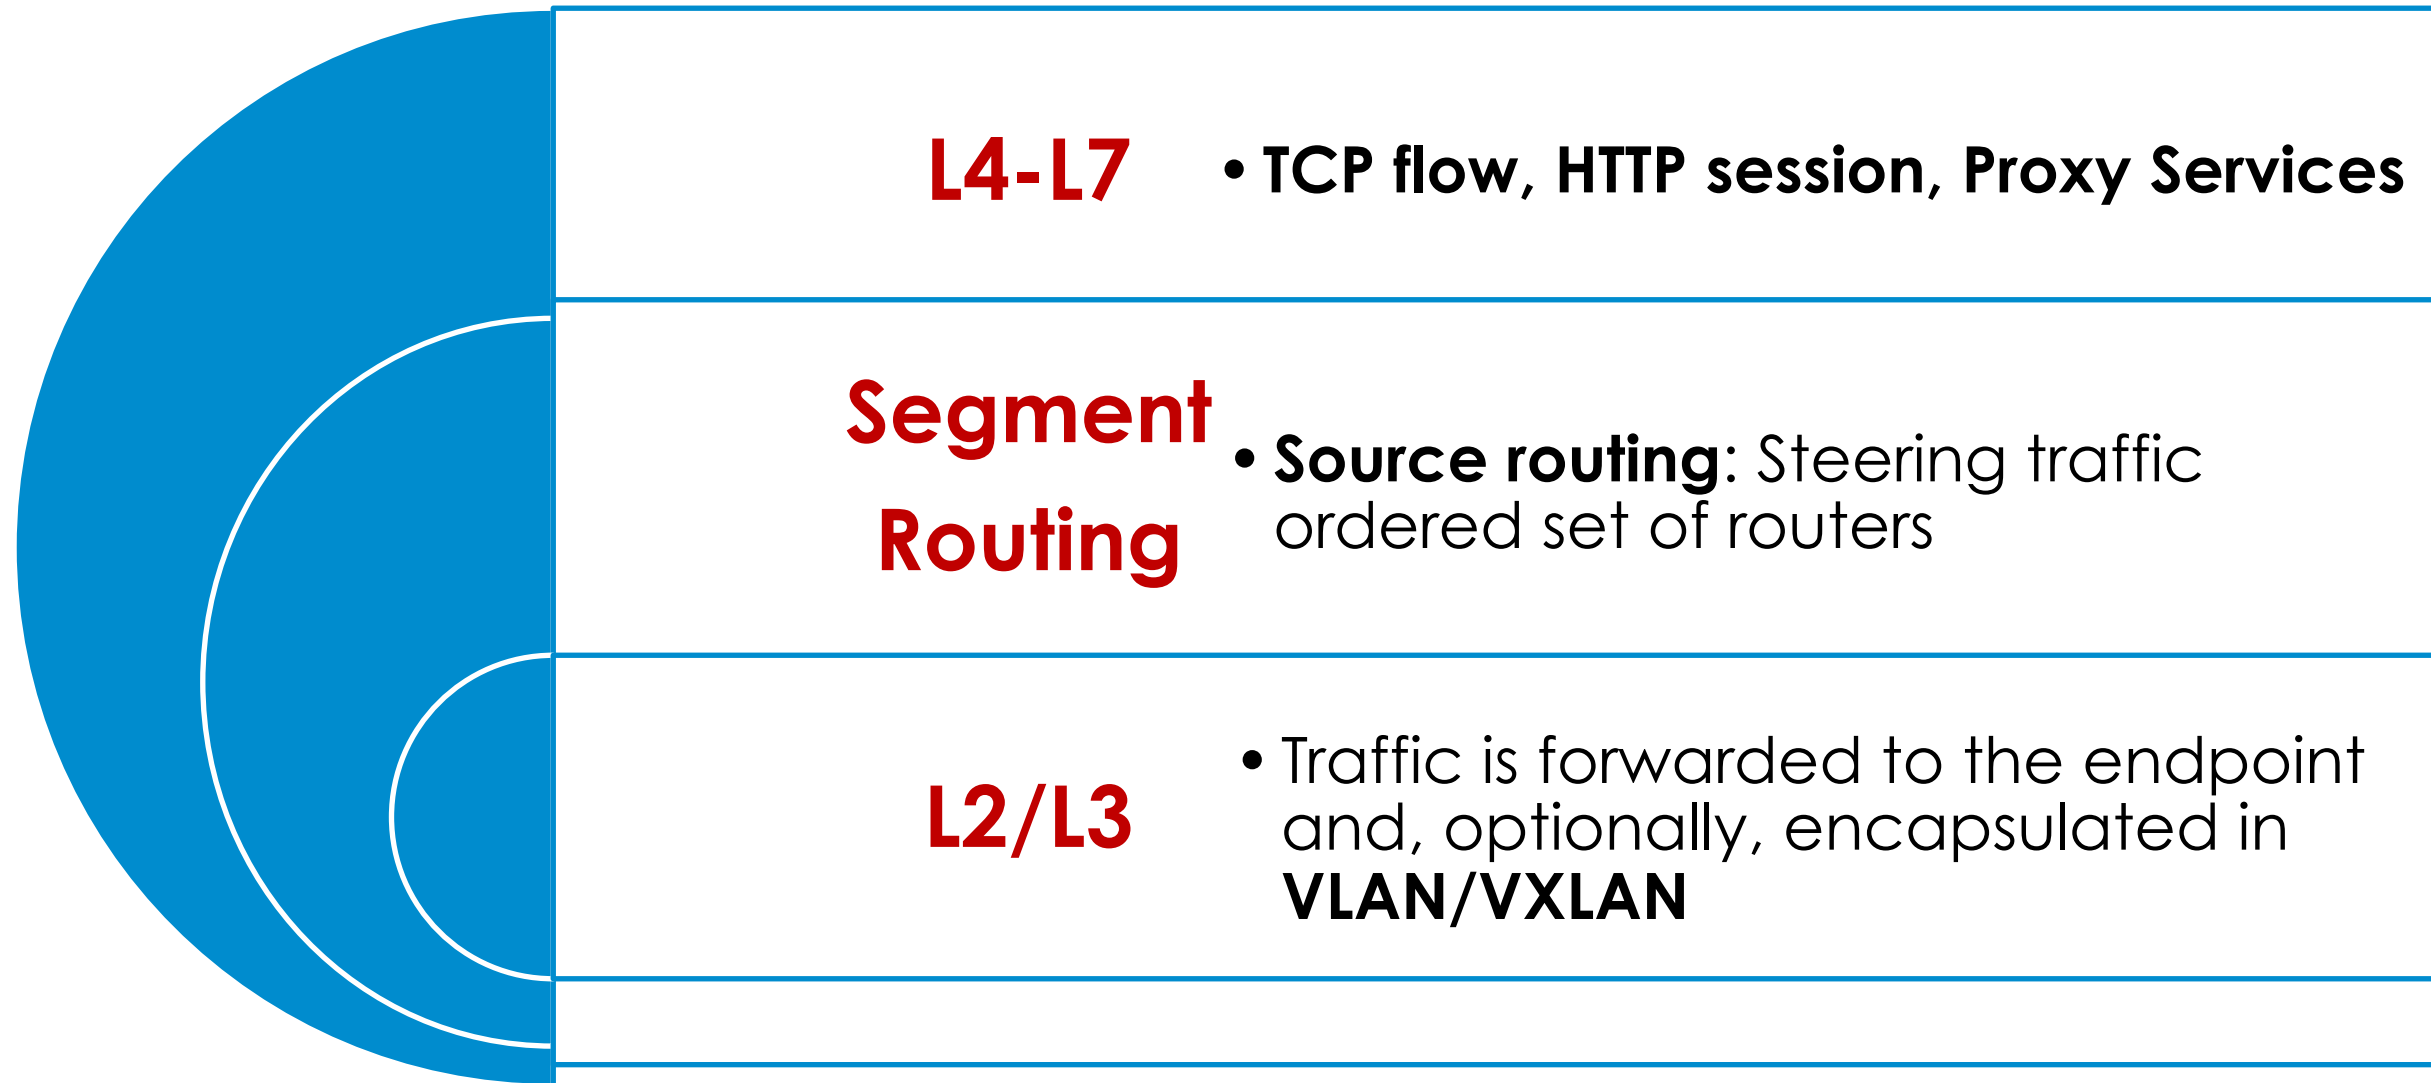 L4-L7
• TCP flow, HTTP session, Proxy Services
Segment
Routing
• Source routing: Steering traffic
ordered set of routers
L2/L3
• Traffic is forwarded to the endpoint
and, optionally, encapsulated in
VLAN/VXLAN